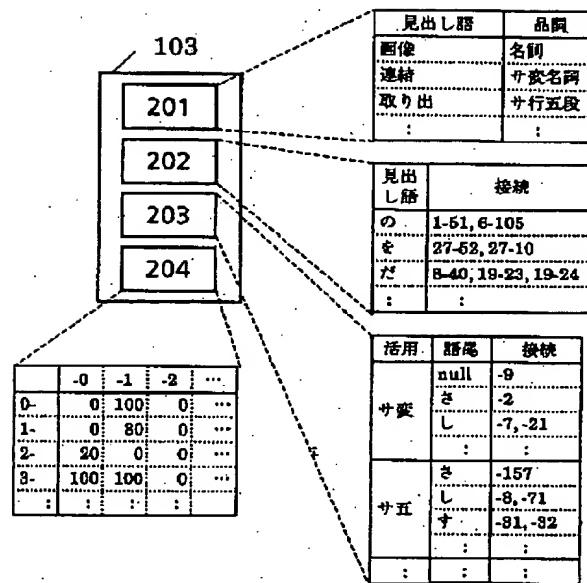 103
201
202
203
204
見出し語 品詞
画像 名詞
連結 サ変名詞
取り出 サ行五段
: :
見出し語 接続
の 1-51, 6-105
を 27-52, 27-10
だ 8-40, 19-23, 19-24
: :
活用 語尾 接続
サ変 null -9
さ -2
し -7, -21
: :
サ五 さ -157
し -8, -71
す -31, -32
: :
: : :
-0 -1 -2 …
0- 0 100 0 …
1- 0 80 0 …
2- 20 0 0 …
3- 100 100 0 …
: : : :